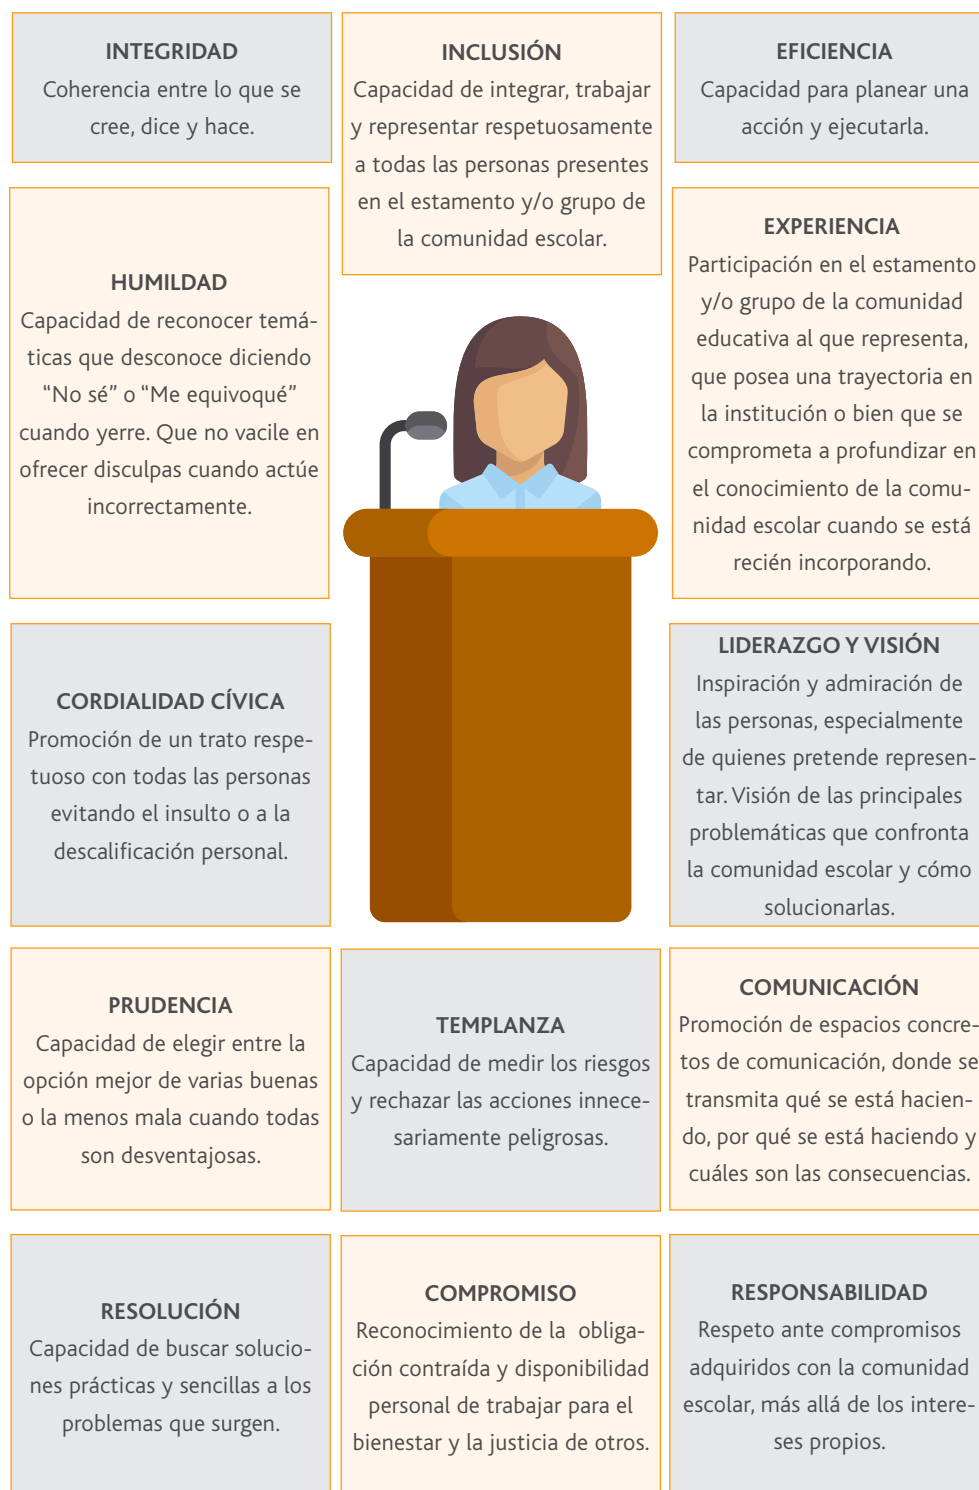 INTEGRIDAD
Coherencia entre lo que se
cree, dice y hace.
INCLUSIÓN
Capacidad de integrar, trabajar
y representar respetuosamente
a todas las personas presentes
en el estamento y/o grupo de
la comunidad escolar.
EFICIENCIA
Capacidad para planear una
acción y ejecutarla.
HUMILDAD
Capacidad de reconocer temá-
ticas que desconoce diciendo
“No sé” o “Me equivoqué”
cuando yerre. Que no vacile en
ofrecer disculpas cuando actúe
incorrectamente.
EXPERIENCIA
Participación en el estamento
y/o grupo de la comunidad
educativa al que representa,
que posea una trayectoria en
la institución o bien que se
comprometa a profundizar en
el conocimiento de la comu-
nidad escolar cuando se está
recién incorporando.
CORDIALIDAD CÍVICA
Promoción de un trato respe-
tuoso con todas las personas
evitando el insulto o a la
descalificación personal.
LIDERAZGO Y VISIÓN
Inspiración y admiración de
las personas, especialmente
de quienes pretende represen-
tar. Visión de las principales
problemáticas que confronta
la comunidad escolar y cómo
solucionarlas.
PRUDENCIA
Capacidad de elegir entre la
opción mejor de varias buenas
o la menos mala cuando todas
son desventajosas.
TEMPLANZA
Capacidad de medir los riesgos
y rechazar las acciones innece-
sariamente peligrosas.
COMUNICACIÓN
Promoción de espacios concre-
tos de comunicación, donde se
transmita qué se está hacien-
do, por qué se está haciendo y
cuáles son las consecuencias.
RESOLUCIÓN
Capacidad de buscar solucio-
nes prácticas y sencillas a los
problemas que surgen.
COMPROMISO
Reconocimiento de la obliga-
ción contraída y disponibilidad
personal de trabajar para el
bienestar y la justicia de otros.
RESPONSABILIDAD
Respeto ante compromisos
adquiridos con la comunidad
escolar, más allá de los intere-
ses propios.